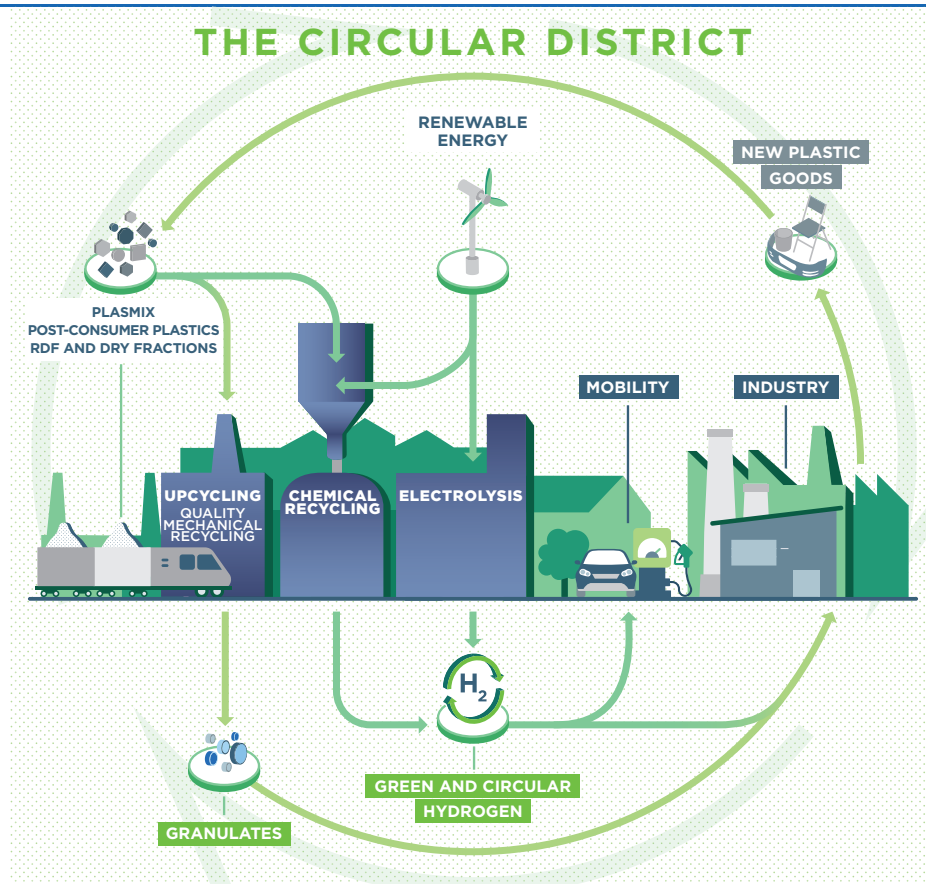 THE CIRCULAR DISTRICT
RENEWABLE
ENERGY
NEW PLASTIC
GOODS
PLASMIX
POST-CONSUMER PLASTICS
RDF AND DRY FRACTIONS
MOBILITY
INDUSTRY
UPCYCLING
QUALITY
MECHANICAL
RECYCLING
CHEMICAL
RECYCLING
ELECTROLYSIS
H2
GREEN AND CIRCULAR
HYDROGEN
GRANULATES